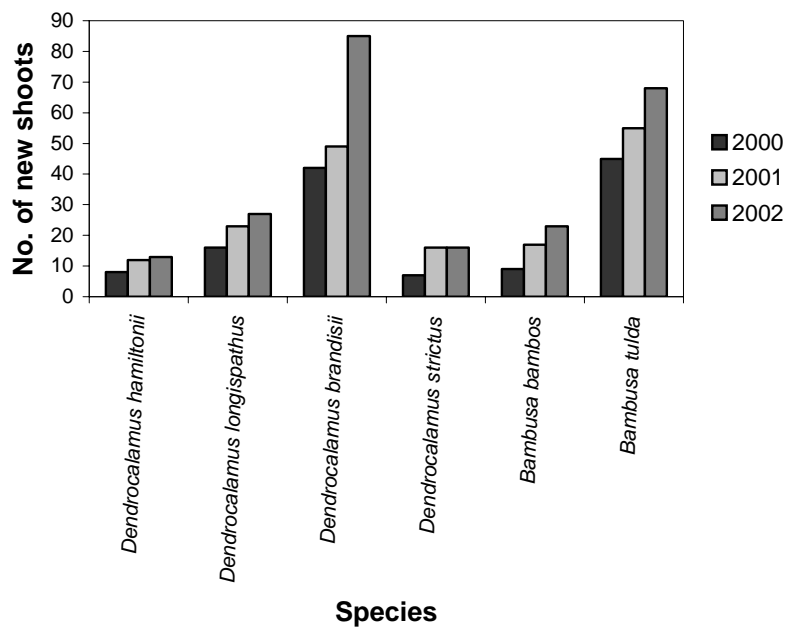 No. of new shoots
90
80
70
60
50
40
30
20
10
0
2000
2001
2002
Dendrocalamus hamiltonii
Dendrocalamus longispathus
Dendrocalamus brandisii
Dendrocalamus strictus
Bambusa bambos
Bambusa tulda
Species